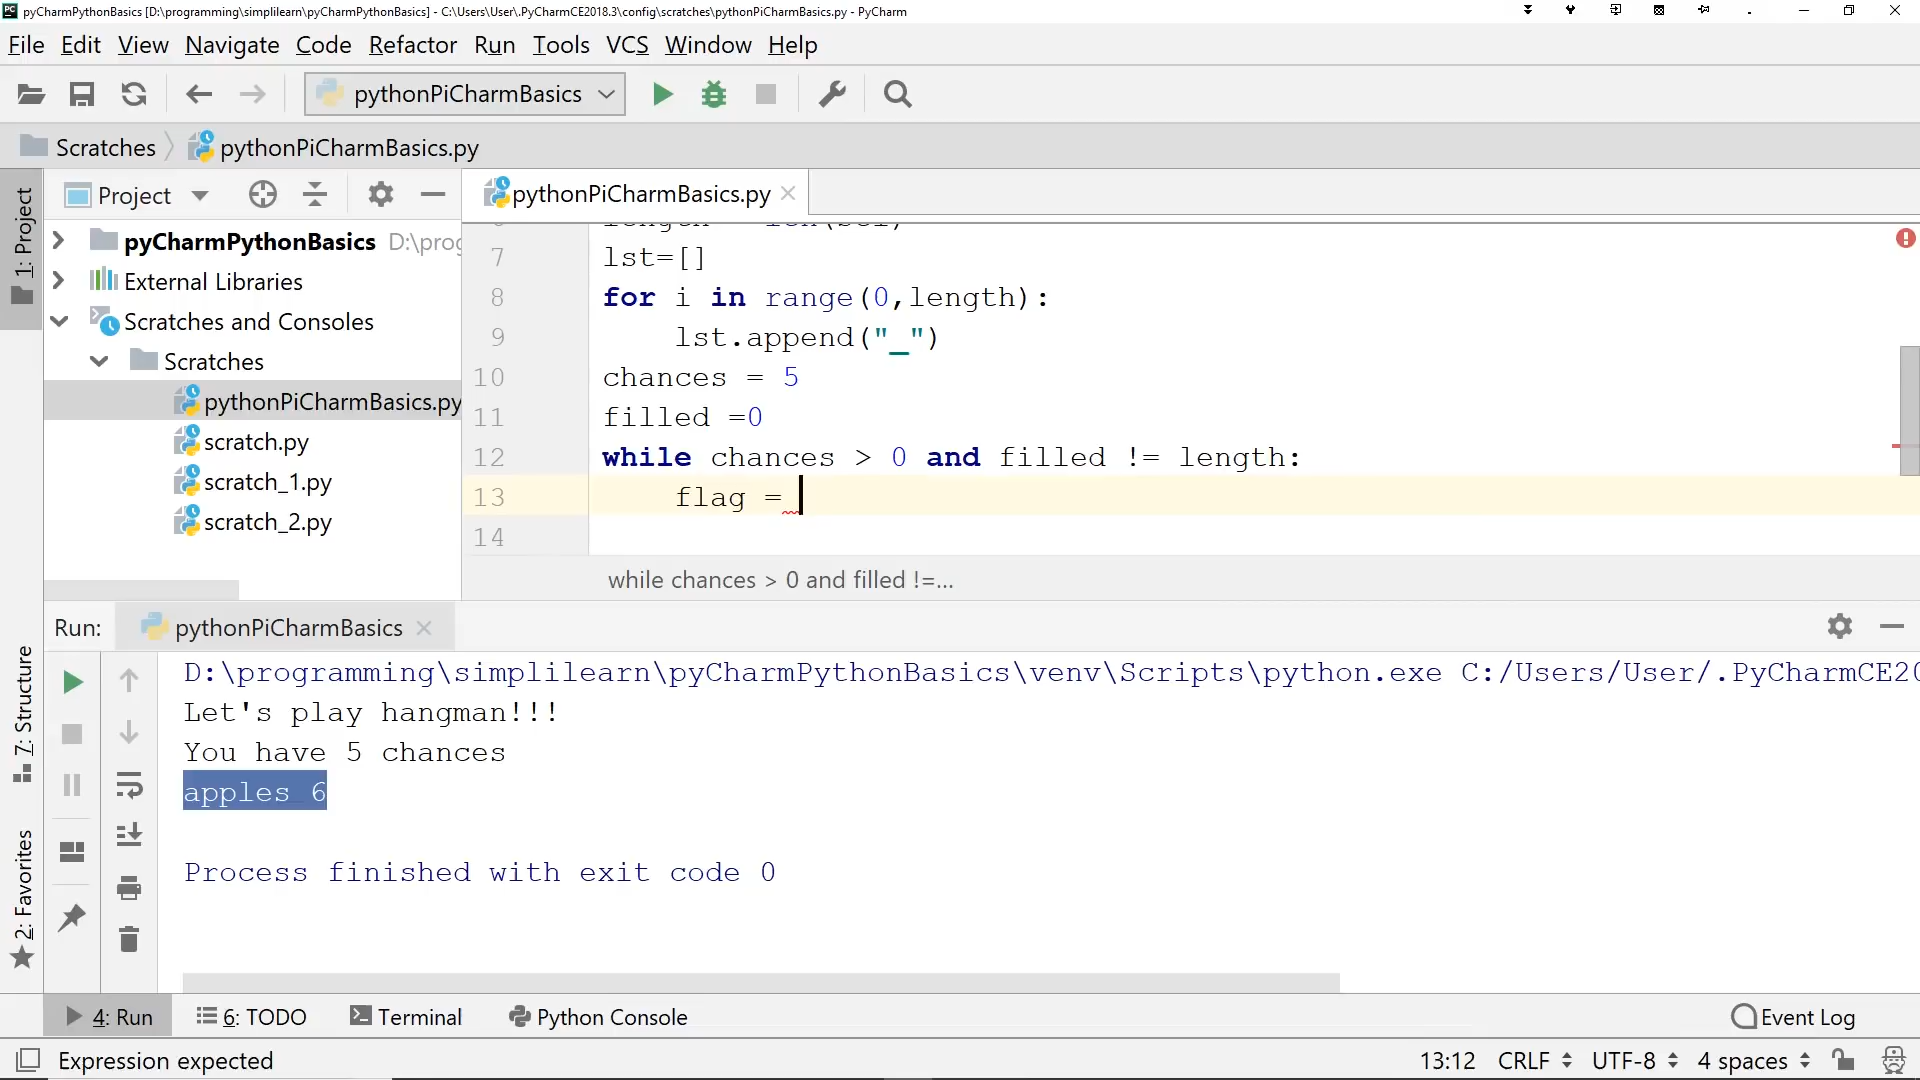 pyCharmPythonBasics [D:\programming\simplilearn\pyCharmPythonBasics] - C:\Users\User\.PyCharmCE2018.3\config\scratches\pythonPiCharmBasics.py - PyCharm
File Edit View Navigate Code Refactor Run Tools VCS Window Help
pythonPiCharmBasics
Scratches pythonPiCharmBasics.py
1: Project
Project
pythonPiCharmBasics.py
pyCharmPythonBasics D:\prog
External Libraries
Scratches and Consoles
Scratches
pythonPiCharmBasics.py
scratch.py
scratch_1.py
scratch_2.py
7 lst=[]
8 for i in range(0,length):
9 lst.append("_")
10 chances = 5
11 filled =0
12 while chances > 0 and filled != length:
13 flag =
14
while chances > 0 and filled !=...
Run: pythonPiCharmBasics
7: Structure
2: Favorites
D:\programming\simplilearn\pyCharmPythonBasics\venv\Scripts\python.exe C:/Users/User/.PyCharmCE20
Let's play hangman!!!
You have 5 chances
apples 6
Process finished with exit code 0
4: Run 6: TODO Terminal Python Console Event Log
Expression expected 13:12 CRLF UTF-8 4 spaces